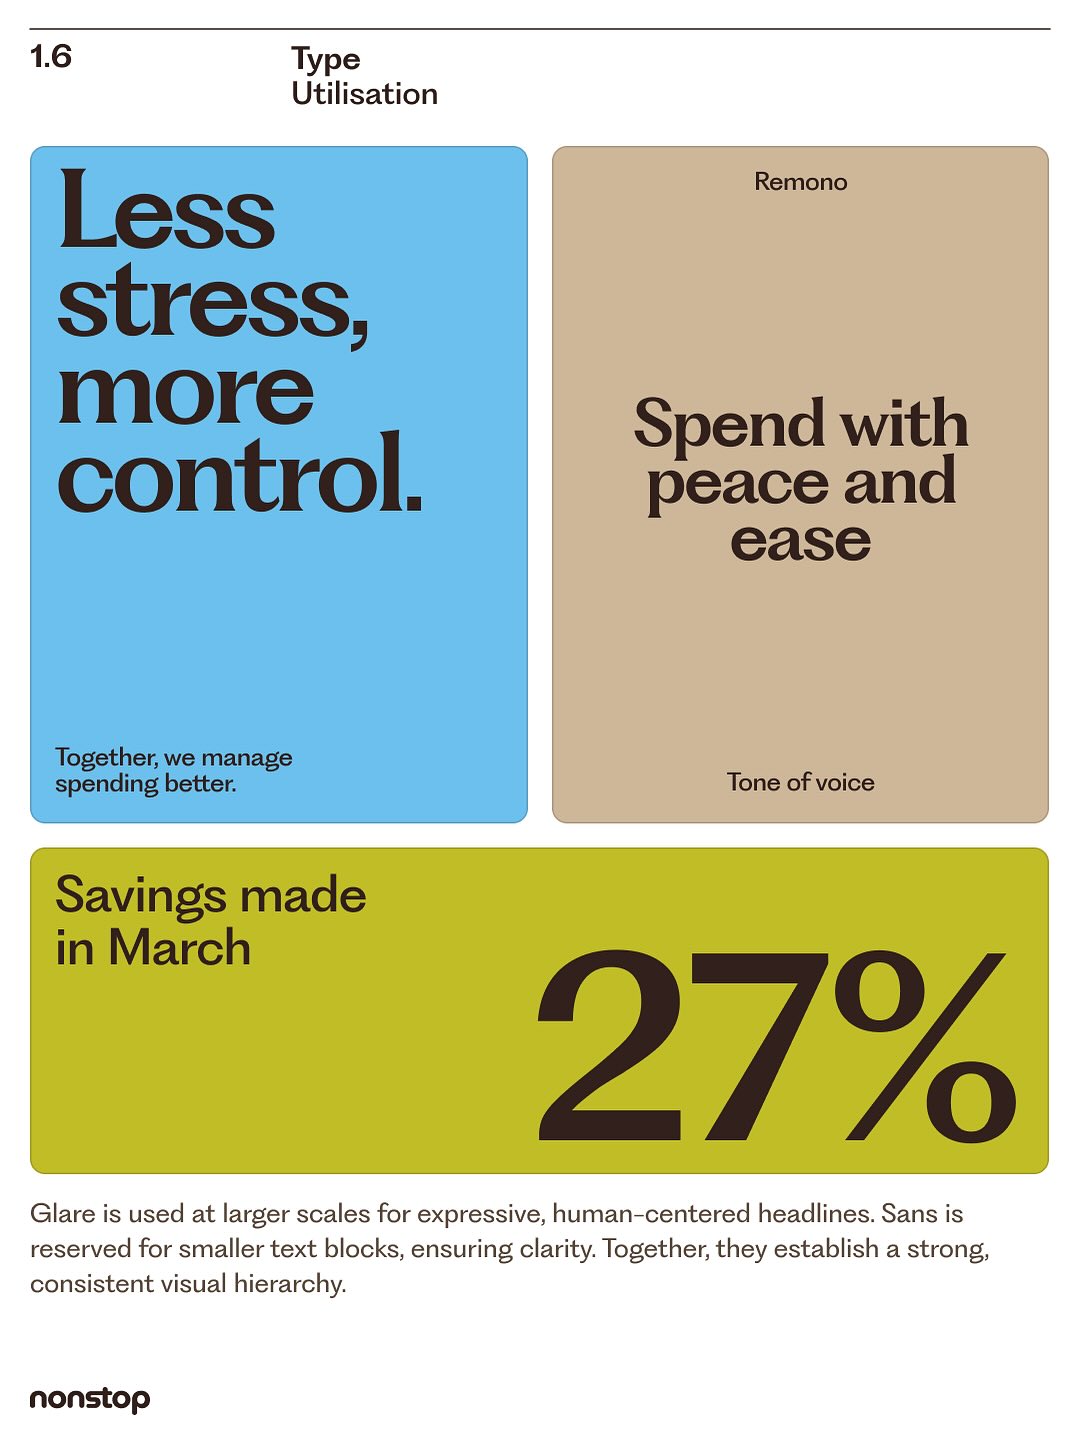 1.6
Type
Utilisation
Less
stress,
more
control.
Together, we manage
spending better.
Remono
Spend with
peace and
ease
Tone of voice
Savings made
in March
27%
Glare is used at larger scales for expressive, human-centered headlines. Sans is
reserved for smaller text blocks, ensuring clarity. Together, they establish a strong,
consistent visual hierarchy.
nonstop